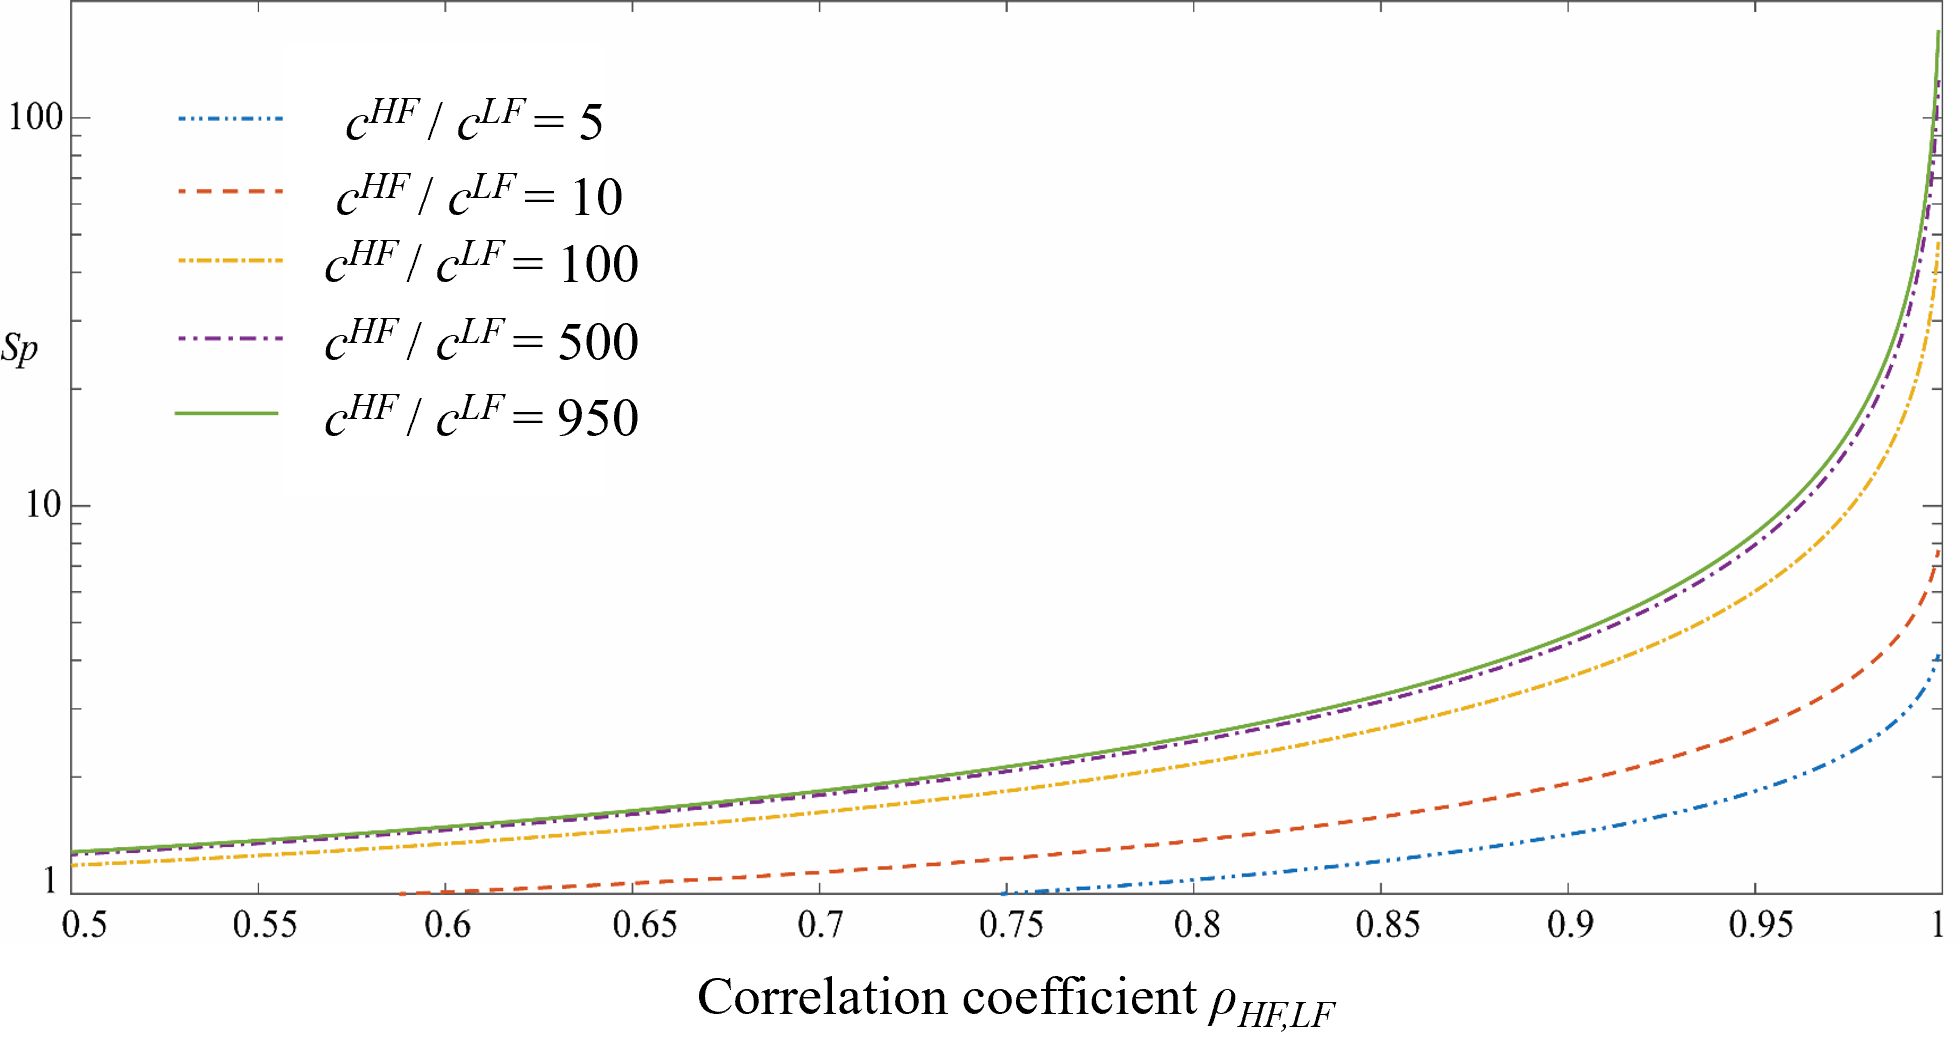 100
10
1
Sp
c^HF / c^LF = 5
c^HF / c^LF = 10
c^HF / c^LF = 100
c^HF / c^LF = 500
c^HF / c^LF = 950
0.5 0.55 0.6 0.65 0.7 0.75 0.8 0.85 0.9 0.95 1
Correlation coefficient ρ_HF,LF